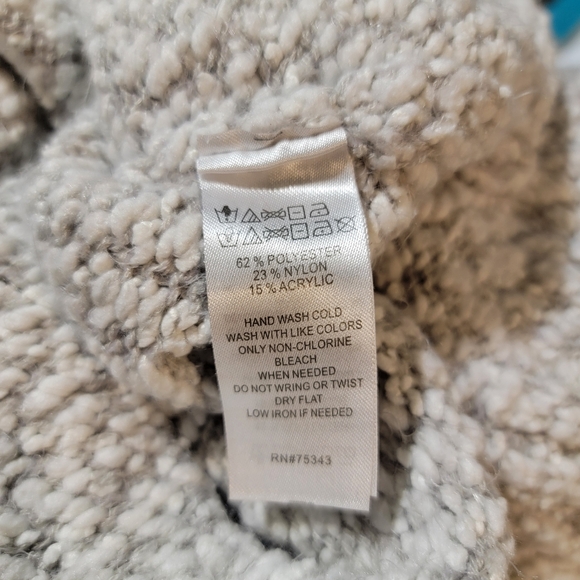 62 % POLYESTER
23 % NYLON
15 % ACRYLIC
HAND WASH COLD
WASH WITH LIKE COLORS
ONLY NON-CHLORINE
BLEACH
WHEN NEEDED
DO NOT WRING OR TWIST
DRY FLAT
LOW IRON IF NEEDED
RN#75343